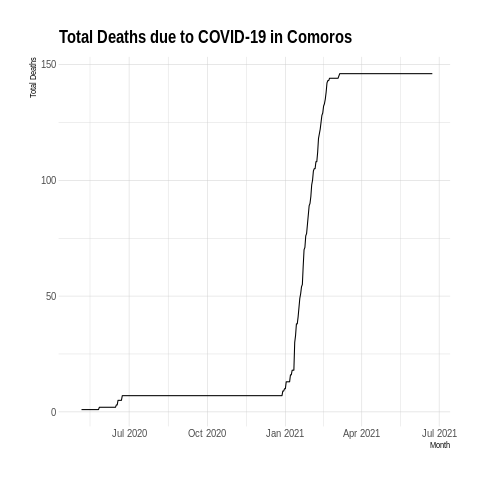 Total Deaths due to COVID-19 in Comoros
Total Deaths
150
100
50
0
Jul 2020 Oct 2020 Jan 2021 Apr 2021 Jul 2021
Month